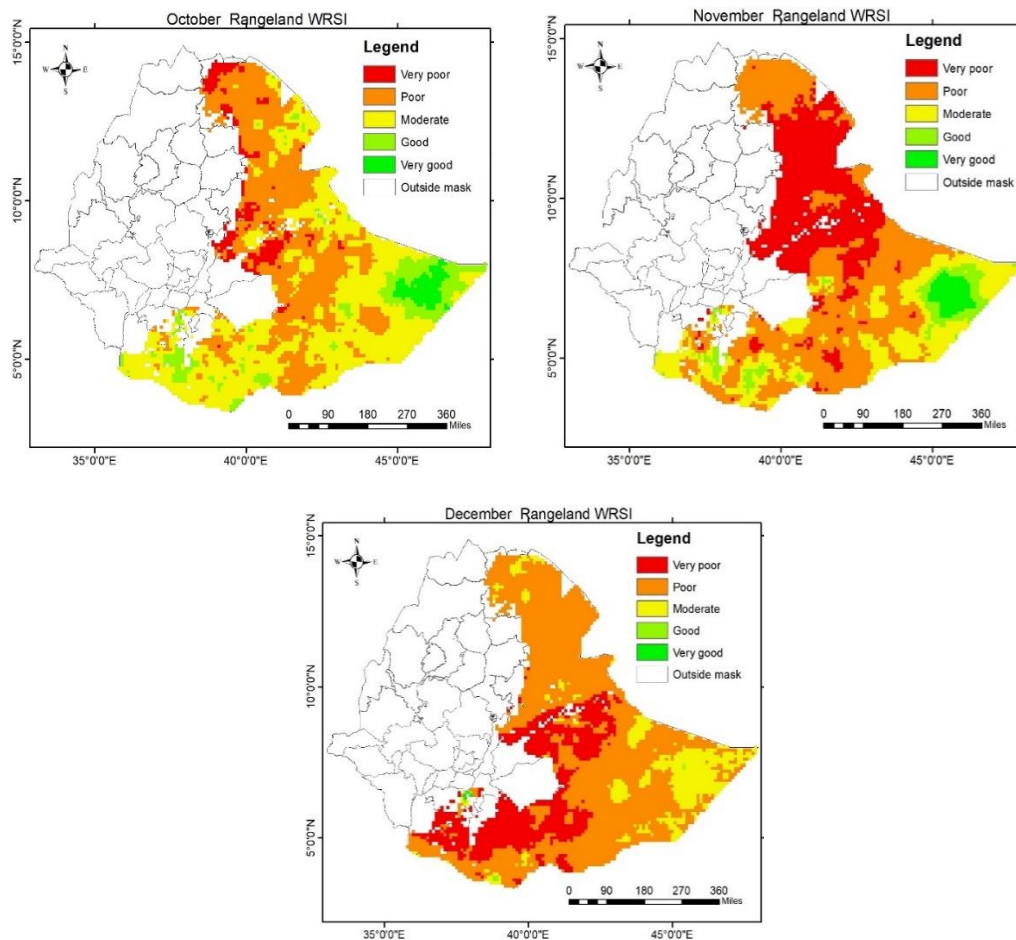 October Rangeland WRSI
15°0'0"N
10°0'0"N
5°0'0"N
N
W E
S
Legend
Very poor
Poor
Moderate
Good
Very good
Outside mask
0 90 180 270 360
Miles
35°0'0"E 40°0'0"E 45°0'0"E
November Rangeland WRSI
15°0'0"N
10°0'0"N
5°0'0"N
N
W E
S
Legend
Very poor
Poor
Moderate
Good
Very good
Outside mask
0 90 180 270 360
Miles
35°0'0"E 40°0'0"E 45°0'0"E
December Rangeland WRSI
15°0'0"N
10°0'0"N
5°0'0"N
N
W E
S
Legend
Very poor
Poor
Moderate
Good
Very good
Outside mask
0 90 180 270 360
Miles
35°0'0"E 40°0'0"E 45°0'0"E